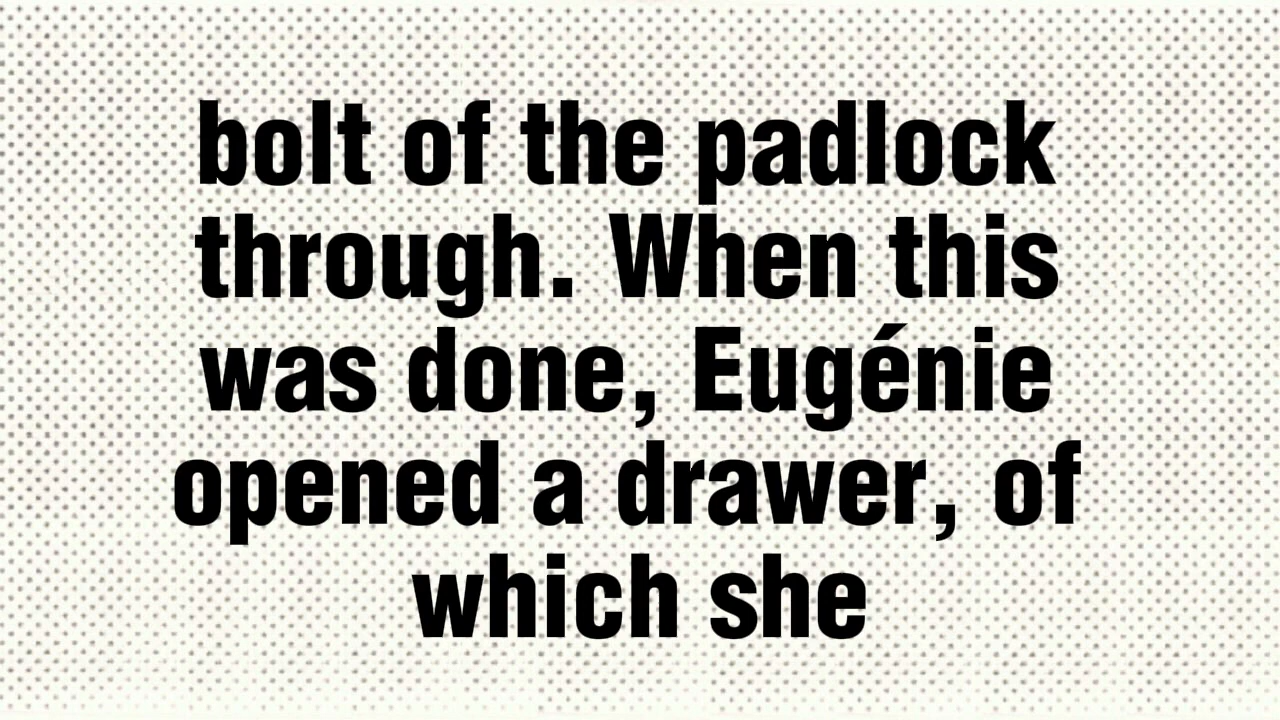 bolt of the padlock
through. When this
was done, Eugénie
opened a drawer, of
which she